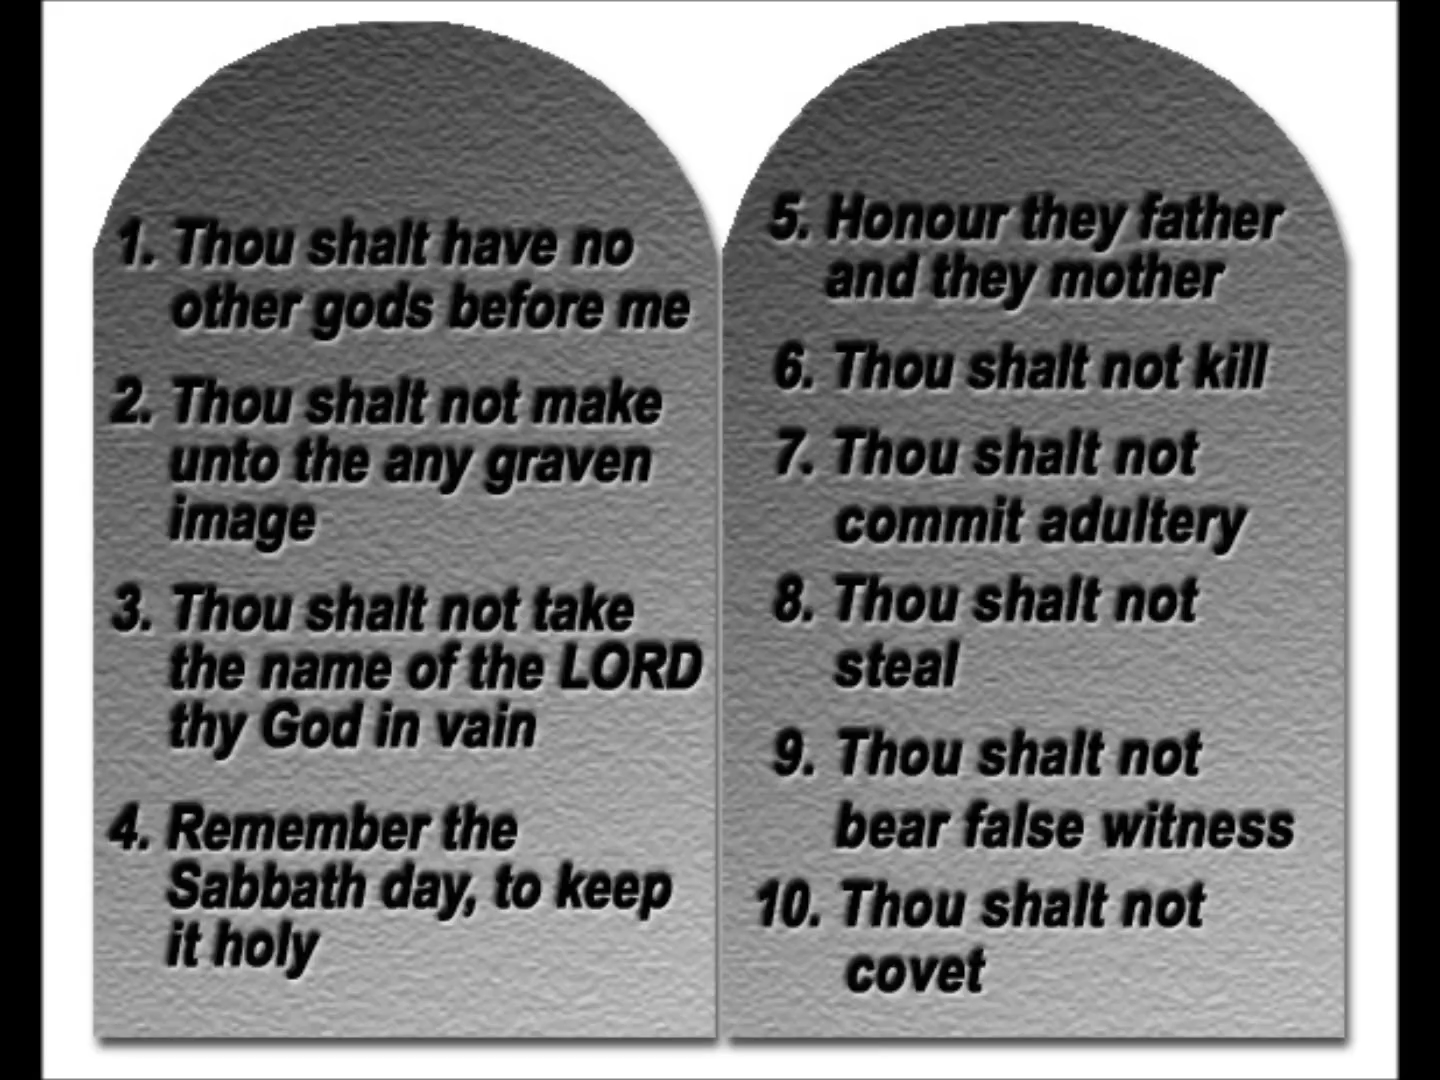 1. Thou shalt have no
other gods before me
2. Thou shalt not make
unto the any graven
image
3. Thou shalt not take
the name of the LORD
thy God in vain
4. Remember the
Sabbath day, to keep
it holy
5. Honour they father
and they mother
6. Thou shalt not kill
7. Thou shalt not
commit adultery
8. Thou shalt not
steal
9. Thou shalt not
bear false witness
10. Thou shalt not
covet